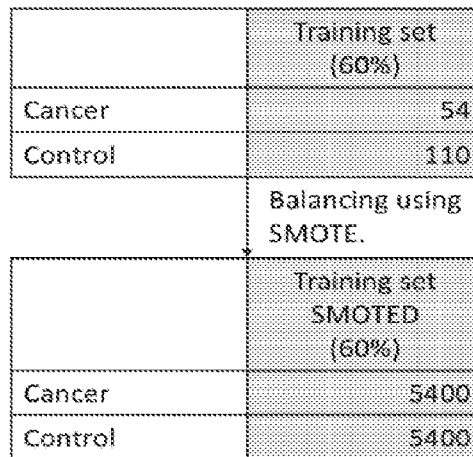 Training set
(60%)
Cancer 54
Control 110
Balancing using
SMOTE.
Training set
SMOTED
(60%)
Cancer 5400
Control 5400